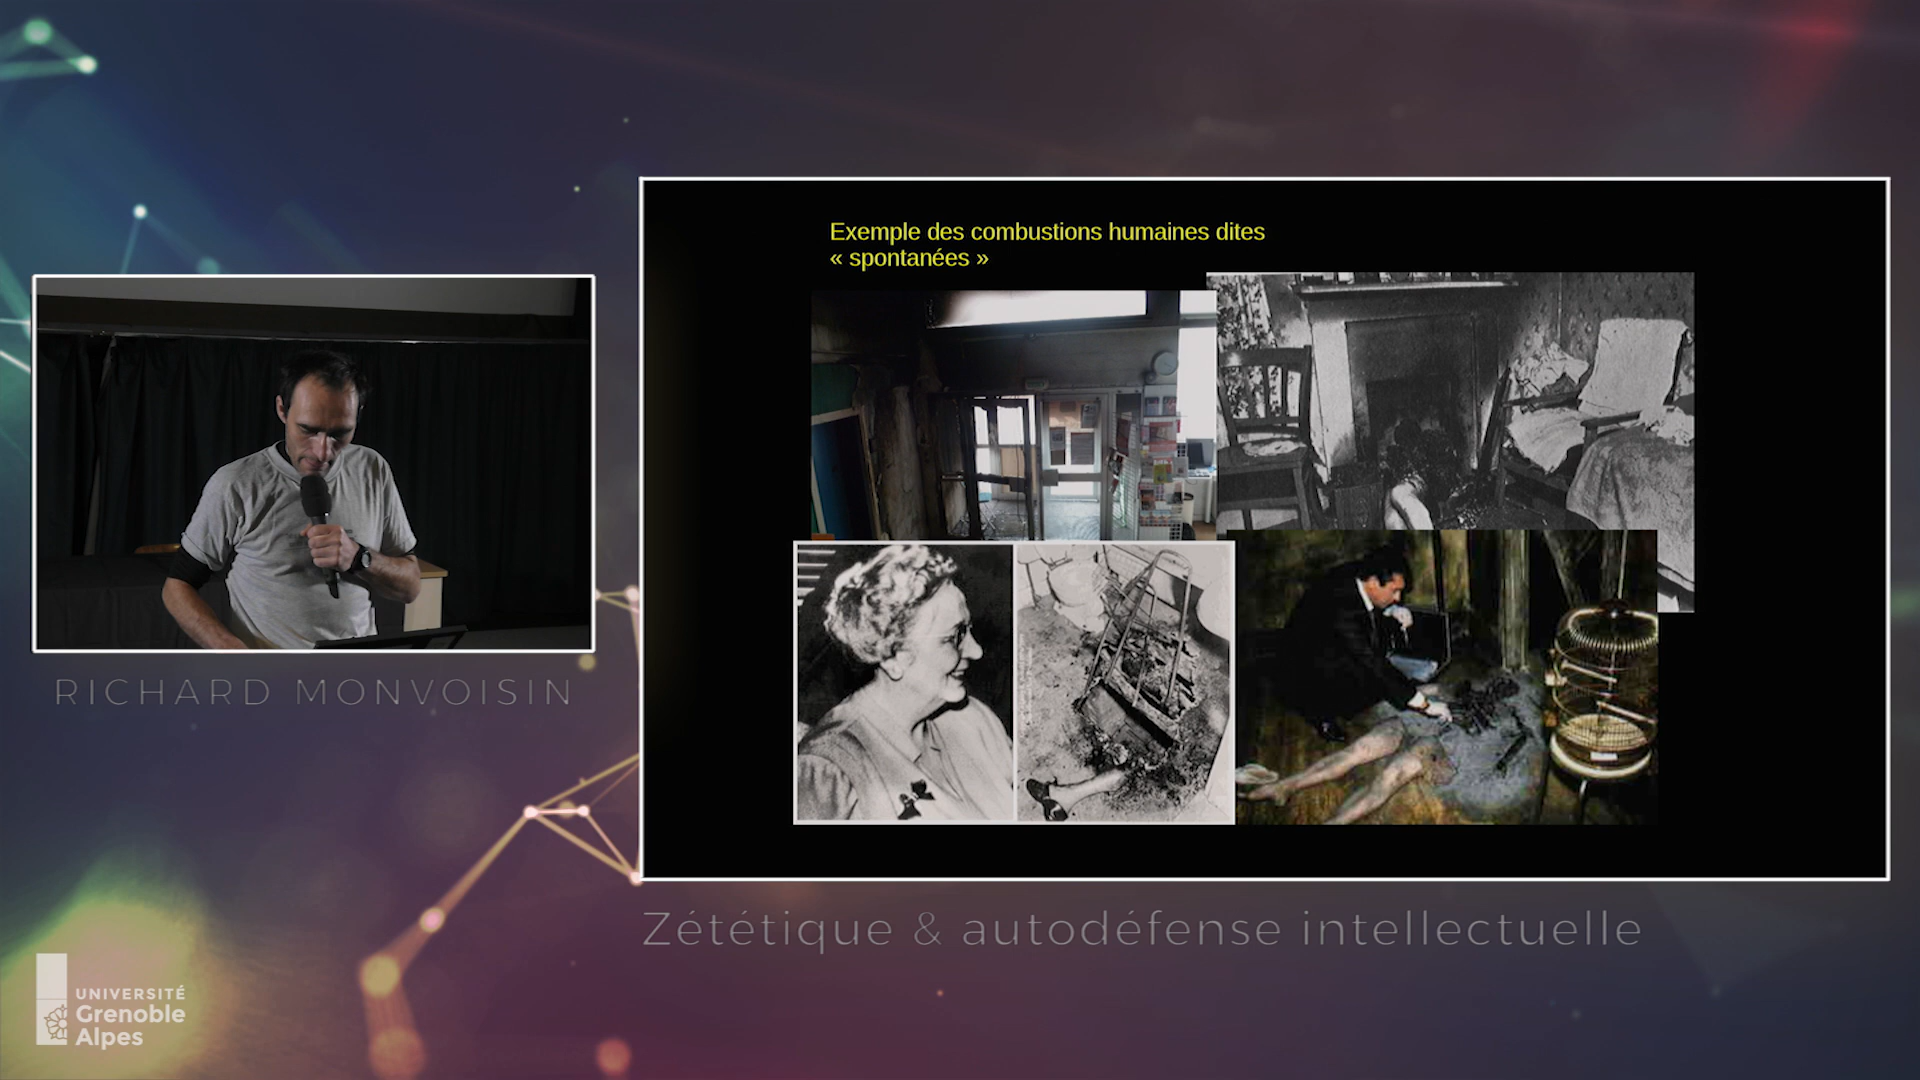 Exemple des combustions humaines dites
« spontanées »
RICHARD MONVOISIN
Zététique & autodéfense intellectuelle
UNIVERSITÉ
Grenoble
Alpes